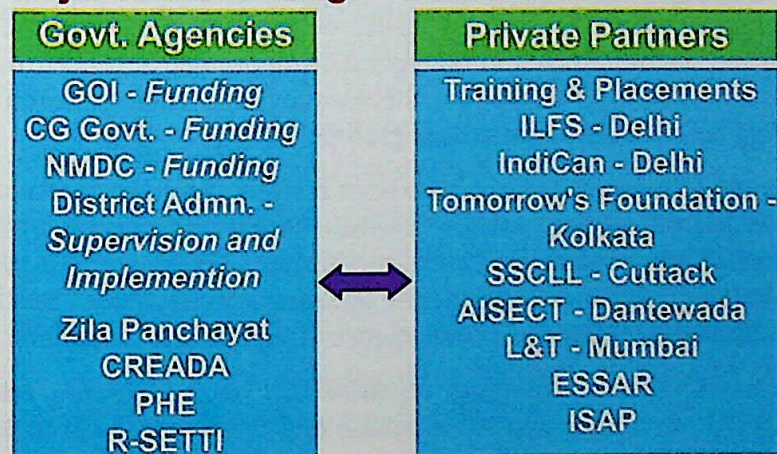 Govt. Agencies
GOI - Funding
CG Govt. - Funding
NMDC - Funding
District Admn. -
Supervision and
Implemention
Zila Panchayat
CREADA
PHE
R-SETTI
Private Partners
Training & Placements
ILFS - Delhi
IndiCan - Delhi
Tomorrow's Foundation -
Kolkata
SSCLL - Cuttack
AISECT - Dantewada
L&T - Mumbai
ESSAR
ISAP